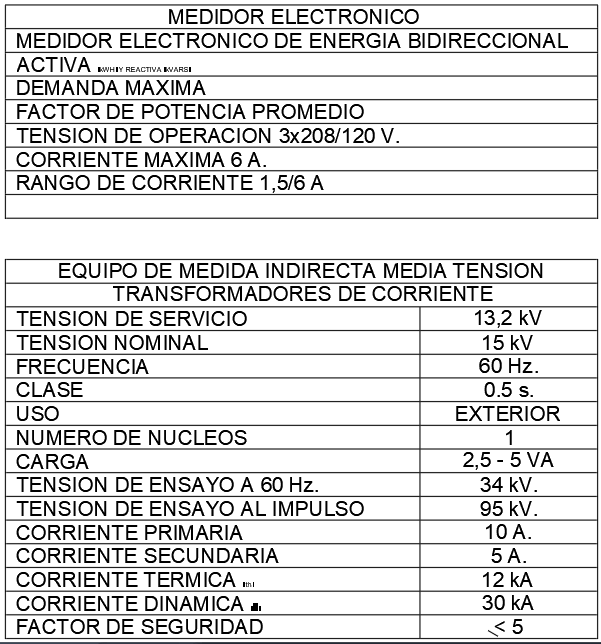 MEDIDOR ELECTRONICO
MEDIDOR ELECTRONICO DE ENERGIA BIDIRECCIONAL
ACTIVA kWH Y REACTIVA kVARS
DEMANDA MAXIMA
FACTOR DE POTENCIA PROMEDIO
TENSION DE OPERACION 3x208/120 V.
CORRIENTE MAXIMA 6 A.
RANGO DE CORRIENTE 1,5/6 A
EQUIPO DE MEDIDA INDIRECTA MEDIA TENSION
TRANSFORMADORES DE CORRIENTE
TENSION DE SERVICIO 13,2 kV
TENSION NOMINAL 15 kV
FRECUENCIA 60 Hz.
CLASE 0.5 s.
USO EXTERIOR
NUMERO DE NUCLEOS 1
CARGA 2,5 - 5 VA
TENSION DE ENSAYO A 60 Hz. 34 kV.
TENSION DE ENSAYO AL IMPULSO 95 kV.
CORRIENTE PRIMARIA 10 A.
CORRIENTE SECUNDARIA 5 A.
CORRIENTE TERMICA 12 kA
CORRIENTE DINAMICA 30 kA
FACTOR DE SEGURIDAD < 5